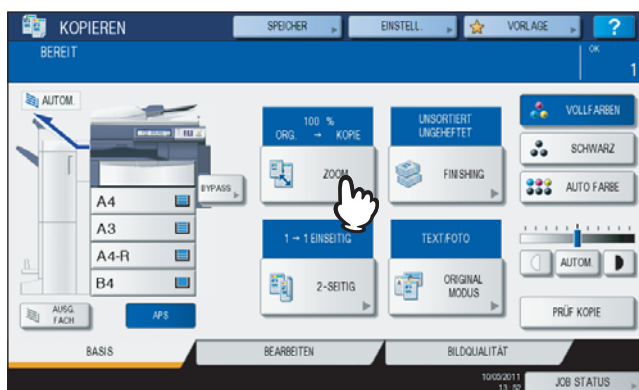 KOPIEREN
SPEICHER
EINSTELL.
VORLAGE
?
BEREIT
OK
1
AUTOM.
100 %
ORG. → KOPIE
UNSORTIERT
UNGEHEFTET
VOLLFARBEN
ZOOM
FINISHING
SCHWARZ
BYPASS
AUTO FARBE
A4
A3
A4-R
B4
1 → 1 EINSEITIG
TEXT/FOTO
2-SEITIG
ORIGINAL
MODUS
AUTOM.
AUSG.
FACH
APS
PRÜF KOPIE
BASIS
BEARBEITEN
BILDQUALITÄT
10/05/2011
13:52
JOB STATUS